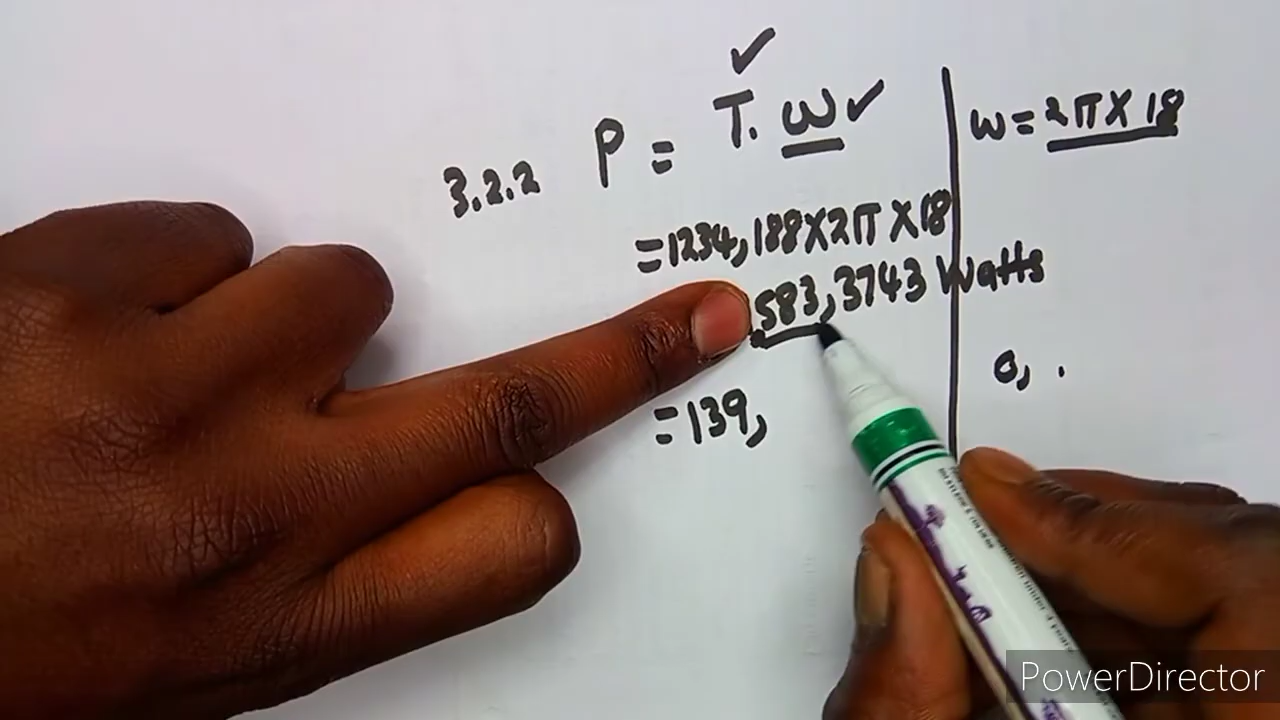 3.2.2 P = T. ω
ω = 2π X 18
= 1234,188 X 2π X 18
583,3743 Watts
= 139,
0, .
PowerDirector